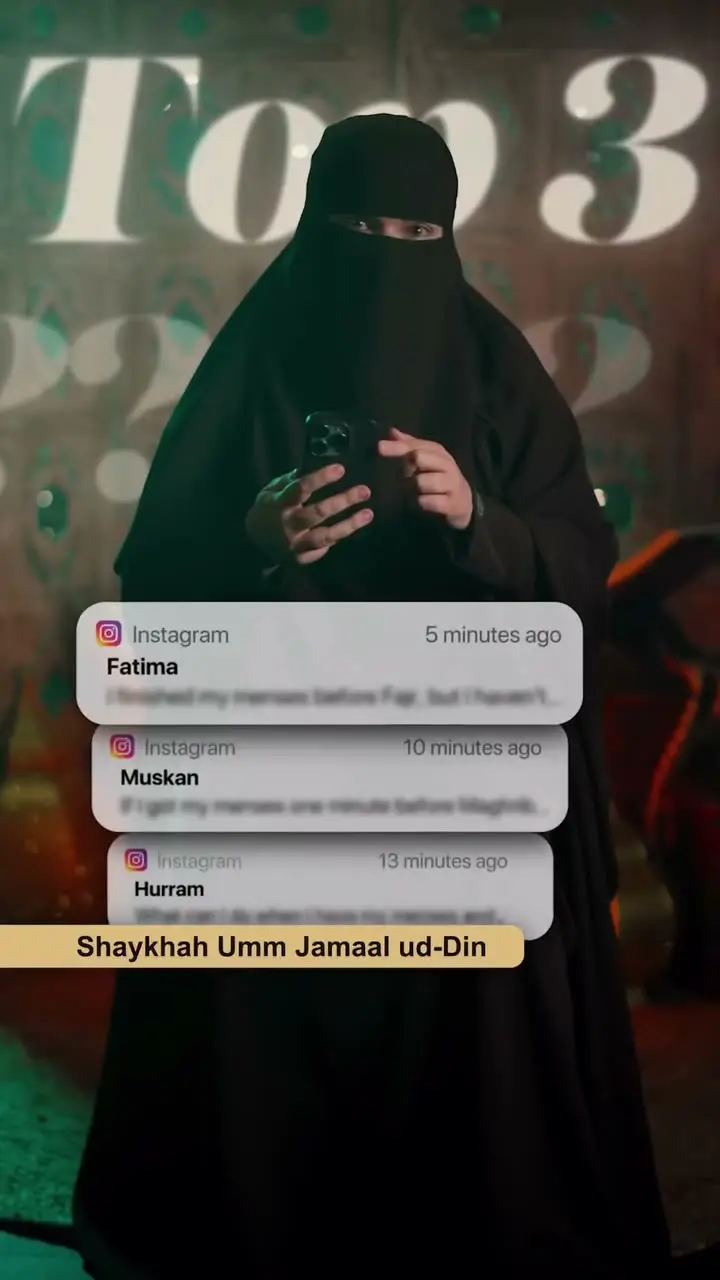 Top 3
Instagram 5 minutes ago
Fatima
I finished my menses before Fajr, but I haven't...
Instagram 10 minutes ago
Muskan
If I got my menses one minute before Maghrib...
Instagram 13 minutes ago
Hurram
What can I do when I have my menses and...
Shaykhah Umm Jamaal ud-Din